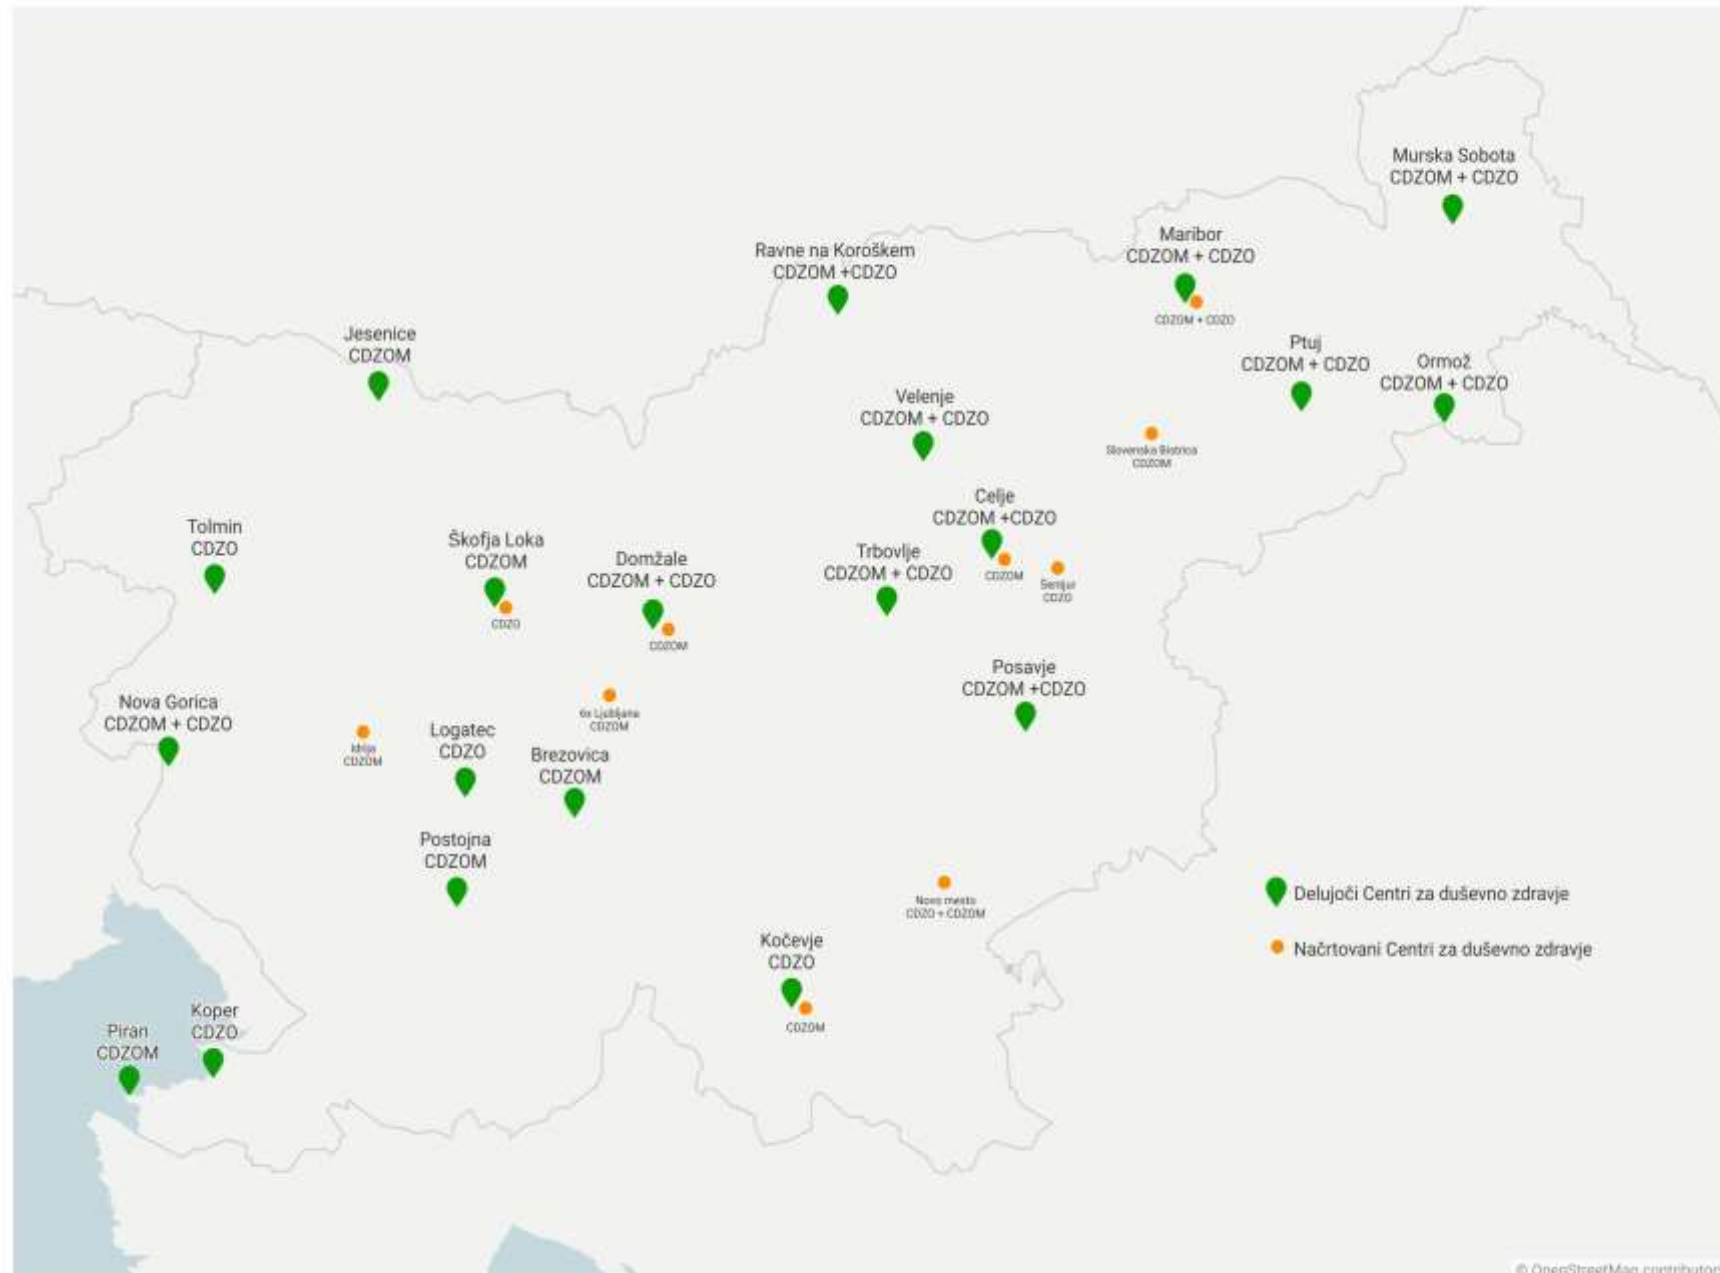 Murska Sobota
CDZOM + CDZO
Maribor
CDZOM + CDZO
CDZOM + CDZO
Ravne na Koroškem
CDZOM +CDZO
Jesenice
CDZOM
Ptuj
CDZOM + CDZO
Ormož
CDZOM + CDZO
Velenje
CDZOM + CDZO
Slovenska Bistrica
CDZOM
Celje
CDZOM +CDZO
CDZOM
Šentjur
CDZO
Tolmin
CDZO
Škofja Loka
CDZOM
CDZO
Domžale
CDZOM + CDZO
CDZOM
Trbovlje
CDZOM + CDZO
Posavje
CDZOM +CDZO
Nova Gorica
CDZOM + CDZO
Idrija
CDZOM
Logatec
CDZO
6x Ljubljana
CDZOM
Brezovica
CDZOM
Postojna
CDZOM
Novo mesto
CDZO + CDZOM
Delujoči Centri za duševno zdravje
Načrtovani Centri za duševno zdravje
Kočevje
CDZO
CDZOM
Koper
CDZO
Piran
CDZOM
© OpenStreetMap contributors